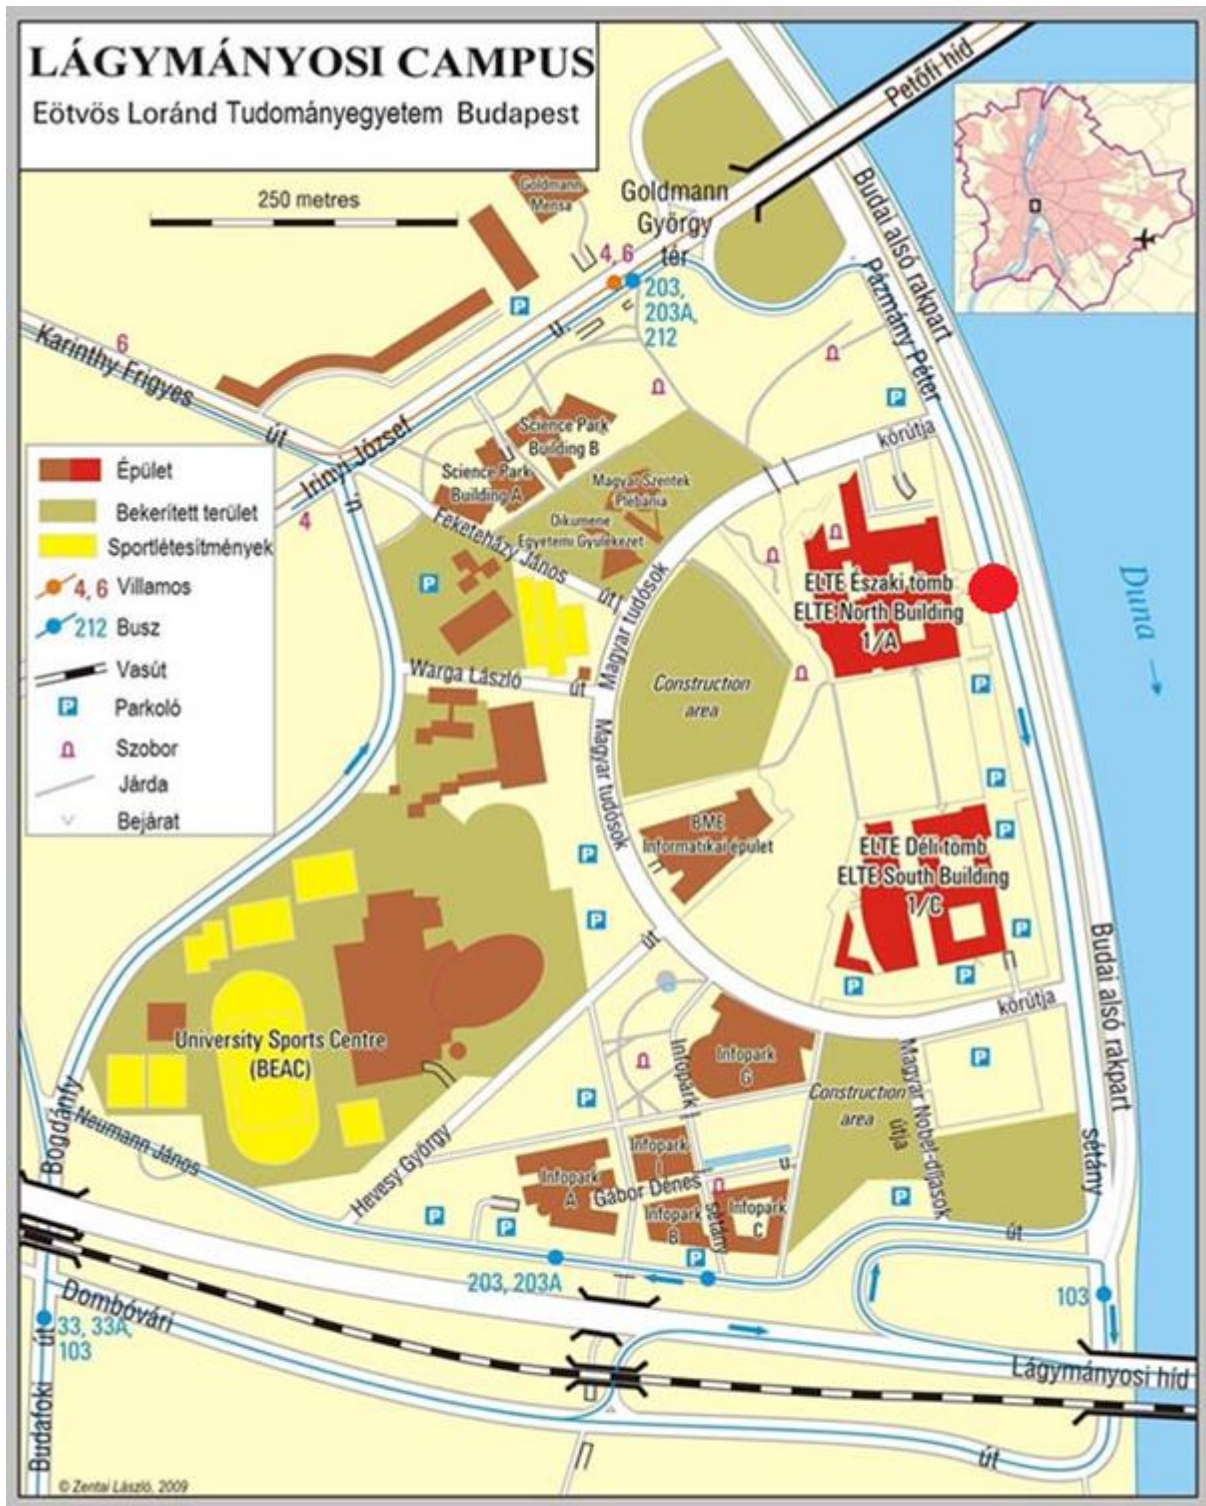 LÁGYMÁNYOSI CAMPUS
Eötvös Loránd Tudományegyetem Budapest
250 metres
Goldmann
Mensa
Goldmann
György
tér
4, 6
203,
203A,
212
Petőfi-híd
Budai alsó rakpart
Pázmány Péter
Karinthy Frigyes
út
6
Irinyi József
u.
4
u.
Science Park
Building B
Science Park
Building A
Magyar Szentek
Plébánia
Ökumene
Egyetemi Gyülekezet
Feketeházy János
út
körútja
Épület
Bekerített terület
Sportlétesítmények
4, 6 Villamos
212 Busz
Vasút
P Parkoló
Szobor
Járda
Bejárat
P
P
P
ELTE Északi tömb
ELTE North Building
1/A
Duna
Magyar tudósok
Warga László
út
Construction
area
Magyar tudósok
P
P
P
BME
Informatikai épület
ELTE Déli tömb
ELTE South Building
1/C
P
P
P
P
P
út
körútja
Budai alsó rakpart
University Sports Centre
(BEAC)
Infopark
Infopark
G
Construction
area
Magyar Nobel-díjasok
útja
P
P
sétány
Bogdánfy
Neumann János
Hevesy György
Infopark
A
Infopark
I
Gábor Dénes
u.
Infopark
B
sétány
Infopark
C
P
P
P
P
út
203, 203A
103
Dombóvári
33, 33A,
103
út
Budafoki
Lágymányosi híd
út
© Zentai László, 2009